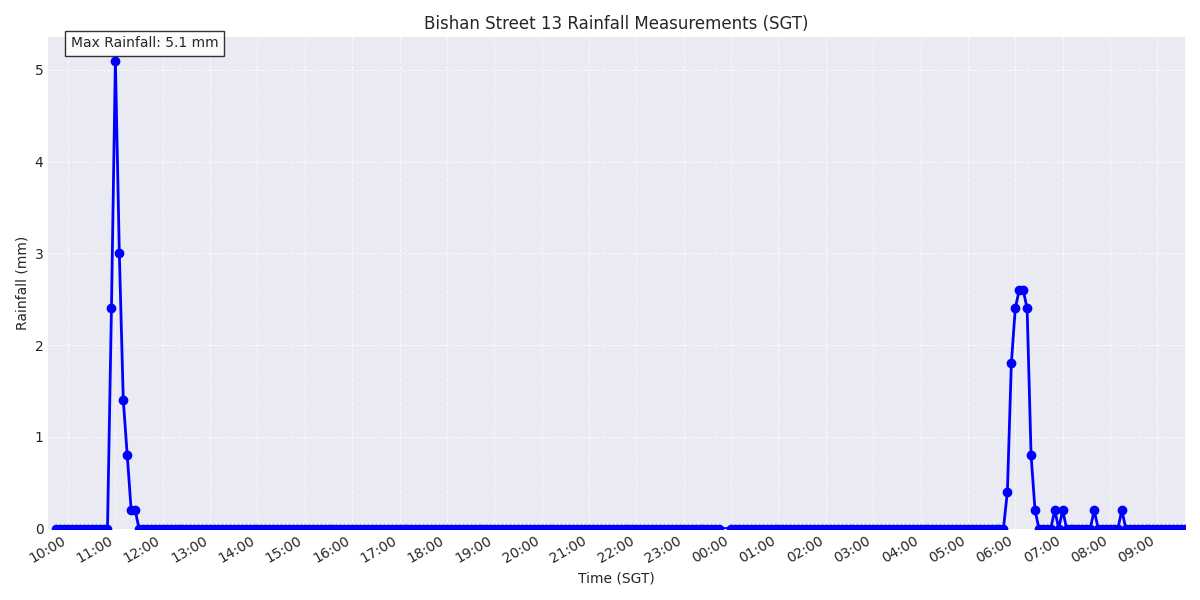 Bishan Street 13 Rainfall Measurements (SGT)
Max Rainfall: 5.1 mm
5
4
3
2
1
0
Rainfall (mm)
10:00 11:00 12:00 13:00 14:00 15:00 16:00 17:00 18:00 19:00 20:00 21:00 22:00 23:00 00:00 01:00 02:00 03:00 04:00 05:00 06:00 07:00 08:00 09:00
Time (SGT)